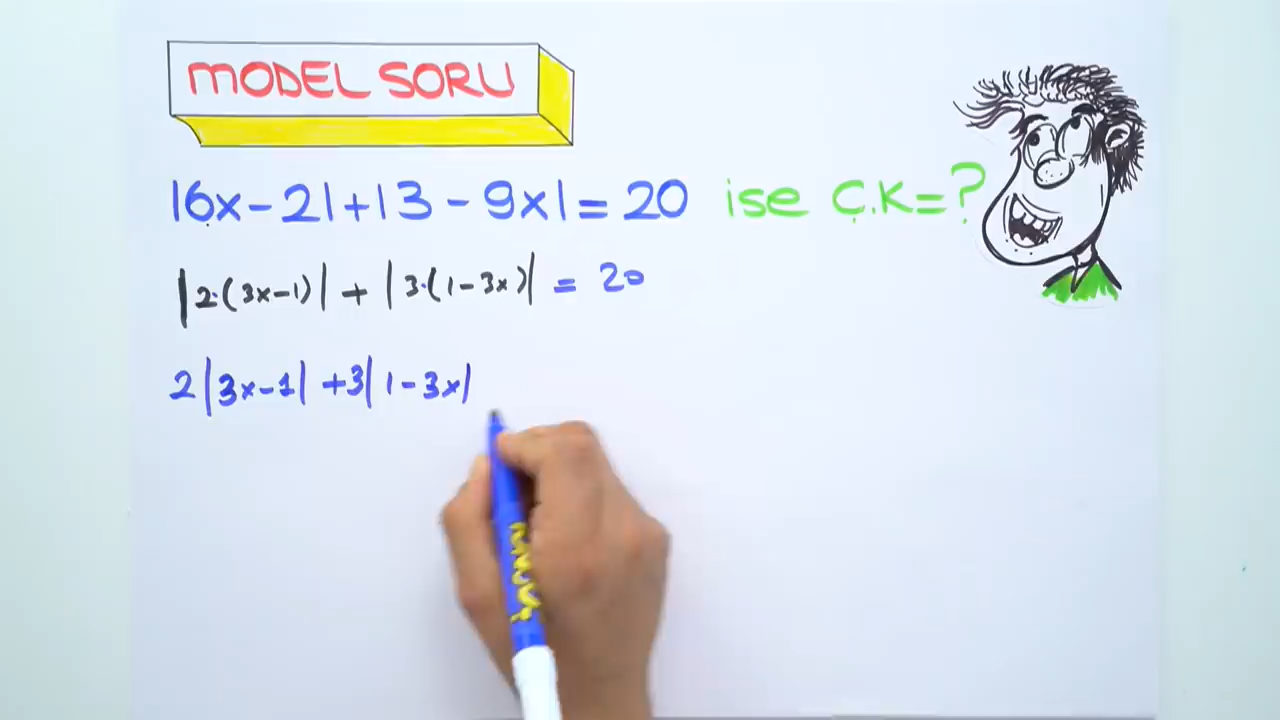 MODEL SORU
|6x-2|+|3-9x|=20 ise Ç.K=?
|2·(3x-1)| + |3·(1-3x)| = 20
2|3x-1| +3|1-3x|